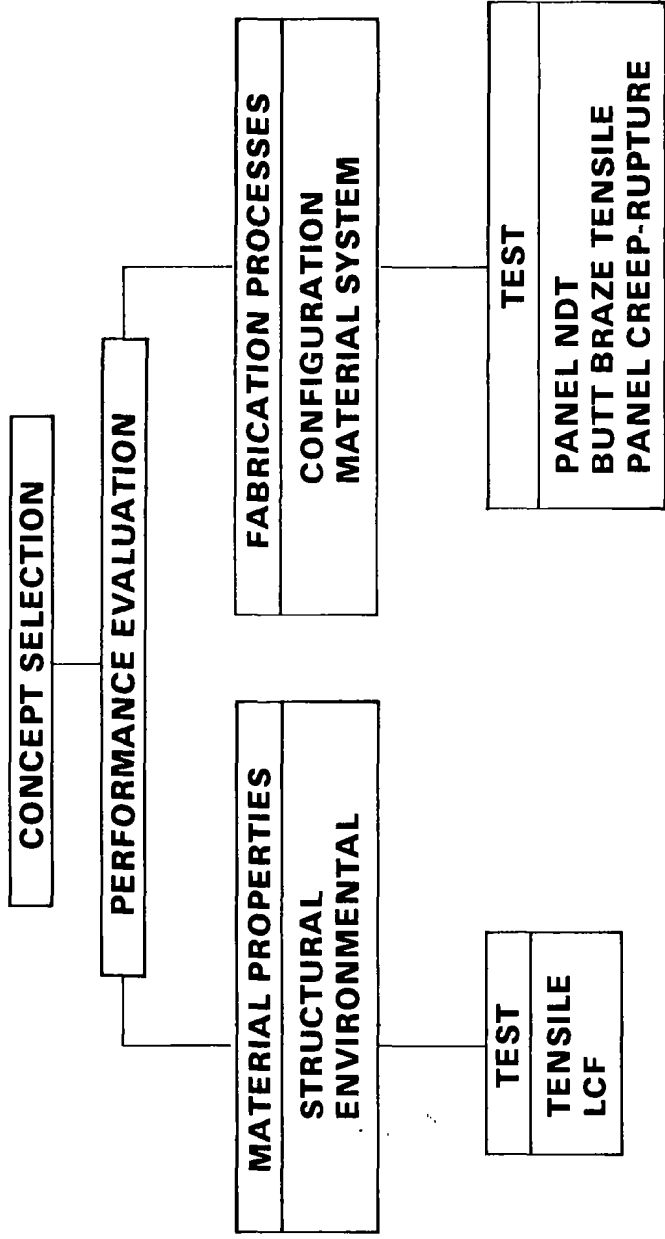 CONCEPT SELECTION
PERFORMANCE EVALUATION
MATERIAL PROPERTIES
STRUCTURAL
ENVIRONMENTAL
TEST
TENSILE
LCF
FABRICATION PROCESSES
CONFIGURATION
MATERIAL SYSTEM
TEST
PANEL NDT
BUTT BRAZE TENSILE
PANEL CREEP-RUPTURE